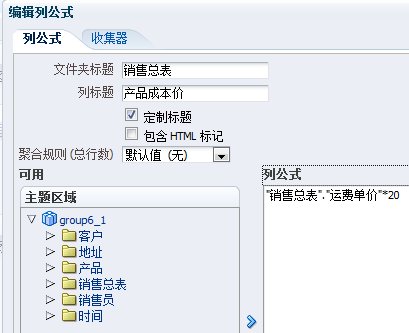 编辑列公式
列公式 收集器
文件夹标题 销售总表
列标题 产品成本价
定制标题
包含 HTML 标记
聚合规则 (总行数) 默认值 (无)
可用
列公式
主题区域
"销售总表"."运费单价"*20
group6_1
客户
地址
产品
销售总表
销售员
时间